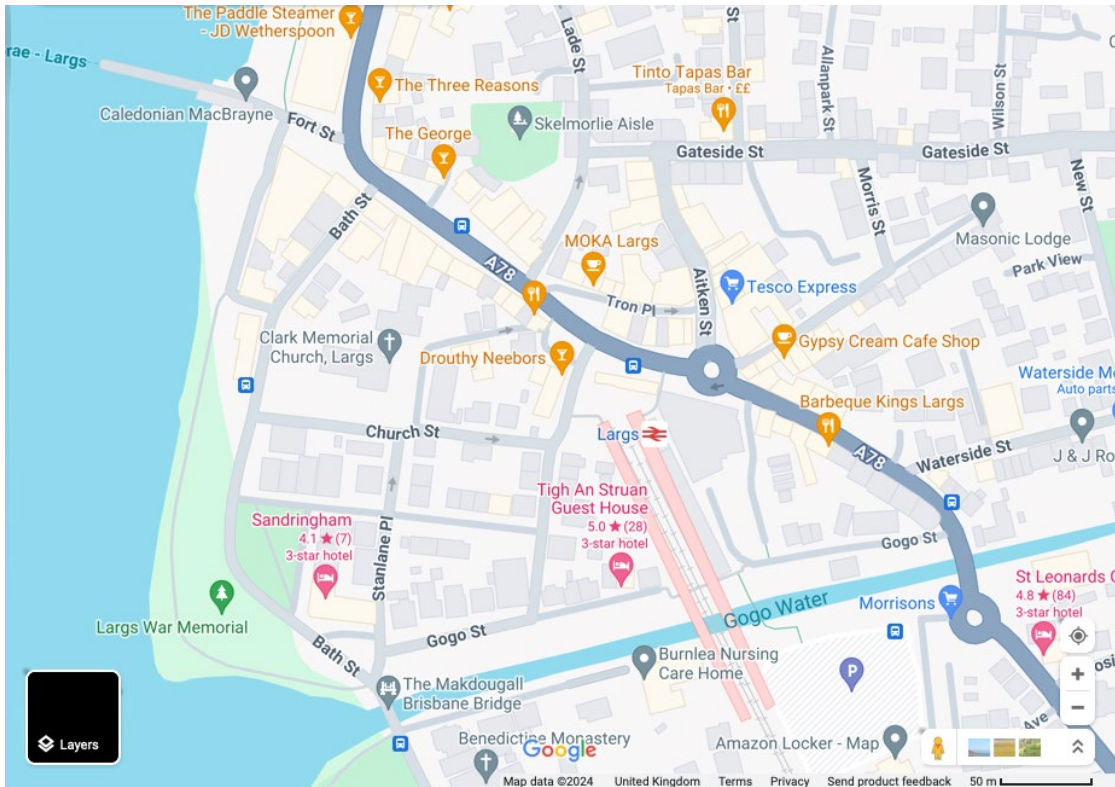 The Paddle Steamer
- JD Wetherspoon
rae - Largs
Caledonian MacBrayne
Fort St
The Three Reasons
The George
Lade St
Skelmorlie Aisle
St
Tinto Tapas Bar
Tapas Bar • ££
Allanpark St
Wilson St
Gateside St
Gateside St
New St
Morris St
Masonic Lodge
Park View
Bath St
A78
MOKA Largs
Tron Pl
Aitken St
Tesco Express
Gypsy Cream Cafe Shop
Clark Memorial
Church, Largs
Drouthy Neebors
Waterside Mo
Auto parts
Barbeque Kings Largs
A78
Waterside St
J & J Ro
Church St
Largs
Tigh An Struan
Guest House
5.0 ★ (28)
3-star hotel
Sandringham
4.1 ★ (7)
3-star hotel
Stanlane Pl
Gogo St
Gogo Water
Morrisons
St Leonards G
4.8 ★ (84)
3-star hotel
Largs War Memorial
Gogo St
Bath St
Burnlea Nursing
Care Home
P
The Makdougall
Brisbane Bridge
Ave
Layers
Benedictine Monastery
Google
Amazon Locker - Map
Map data ©2024 United Kingdom Terms Privacy Send product feedback 50 m